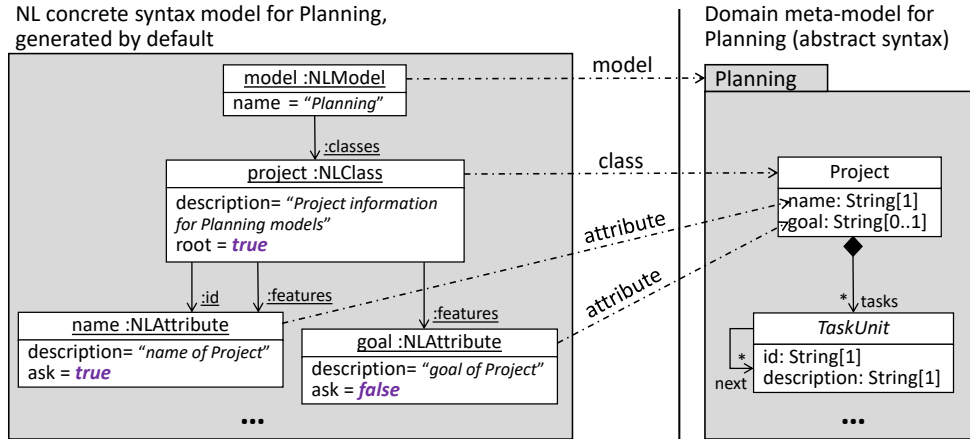 NL concrete syntax model for Planning,
generated by default
model :NLModel
name = “Planning”
:classes
project :NLClass
description= “Project information
for Planning models”
root = true
:id
:features
:features
name :NLAttribute
description= “name of Project”
ask = true
goal :NLAttribute
description= “goal of Project”
ask = false
...
model
class
attribute
attribute
Domain meta-model for
Planning (abstract syntax)
Planning
Project
name: String[1]
goal: String[0..1]
* tasks
TaskUnit
id: String[1]
description: String[1]
*
next
...